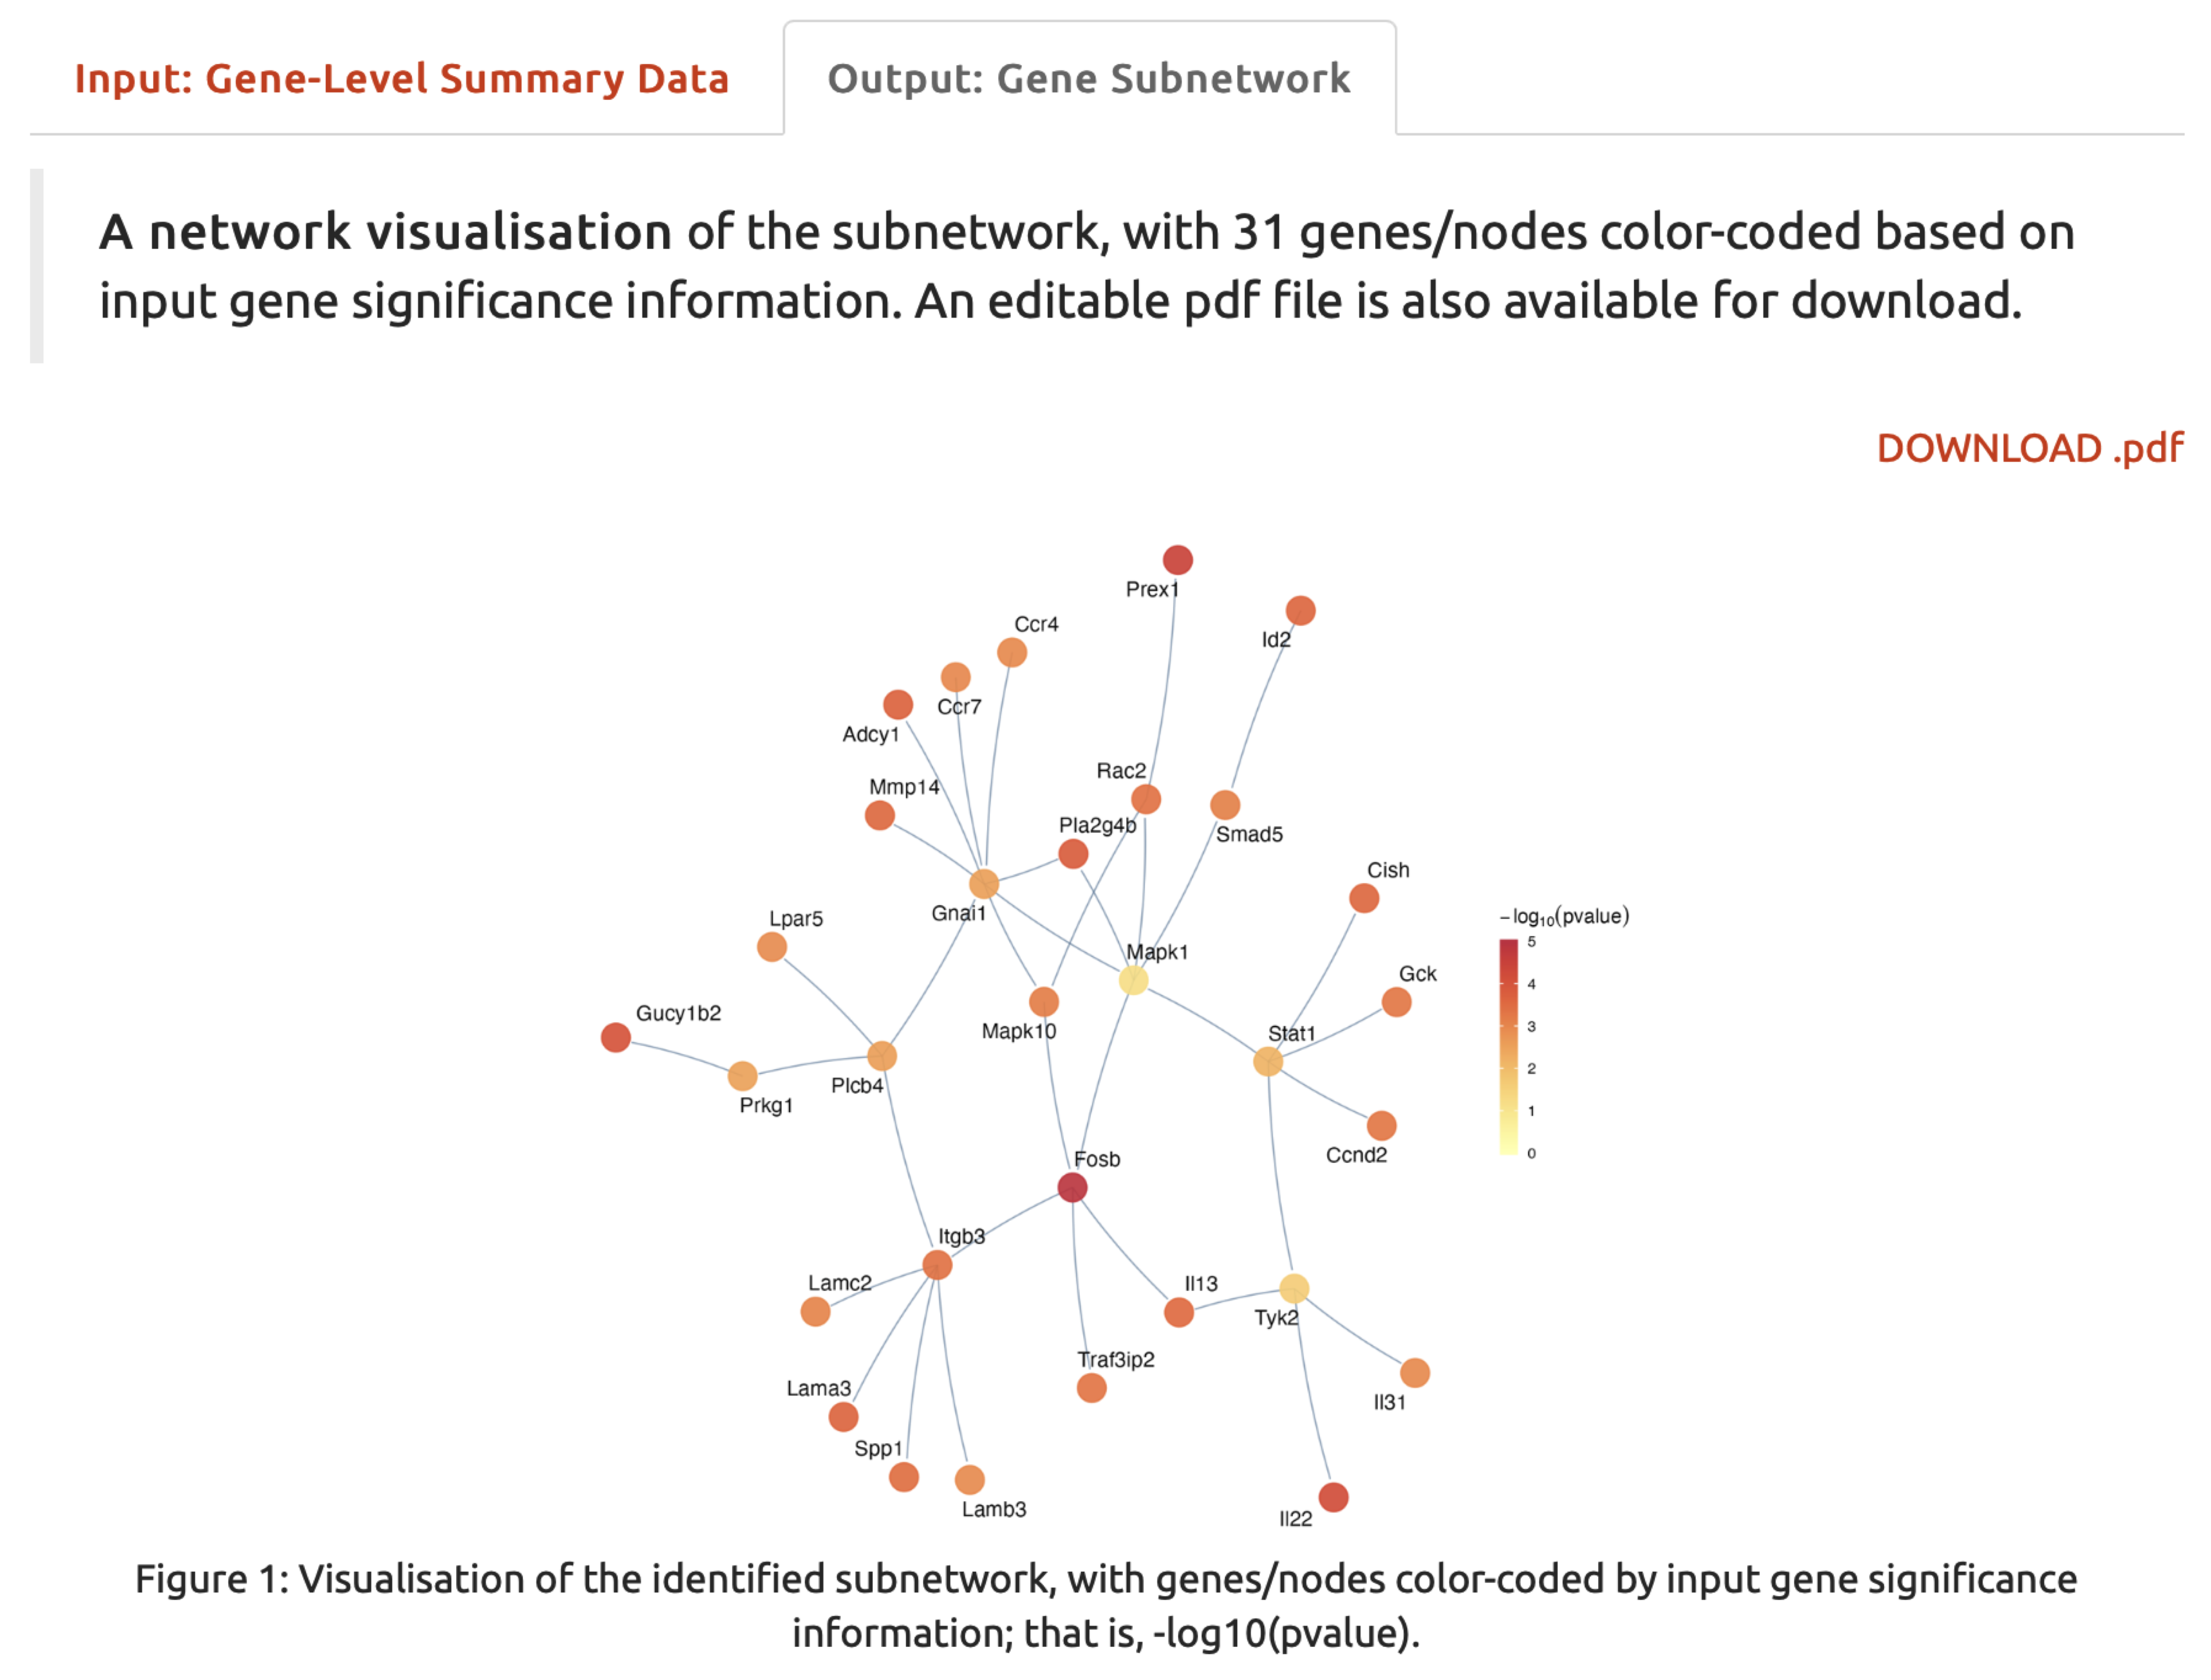 Input: Gene-Level Summary Data
Output: Gene Subnetwork
A network visualisation of the subnetwork, with 31 genes/nodes color-coded based on
input gene significance information. An editable pdf file is also available for download.
DOWNLOAD .pdf
Prex1
Id2
Ccr4
Ccr7
Adcy1
Rac2
Mmp14
Pla2g4b
Smad5
Cish
Gnai1
Lpar5
−log10(pvalue)
5
4
3
2
1
0
Mapk1
Gck
Gucy1b2
Mapk10
Stat1
Plcb4
Prkg1
Ccnd2
Fosb
Itgb3
Lamc2
Il13
Tyk2
Traf3ip2
Lama3
Il31
Spp1
Lamb3
Il22
Figure 1: Visualisation of the identified subnetwork, with genes/nodes color-coded by input gene significance
information; that is, -log10(pvalue).